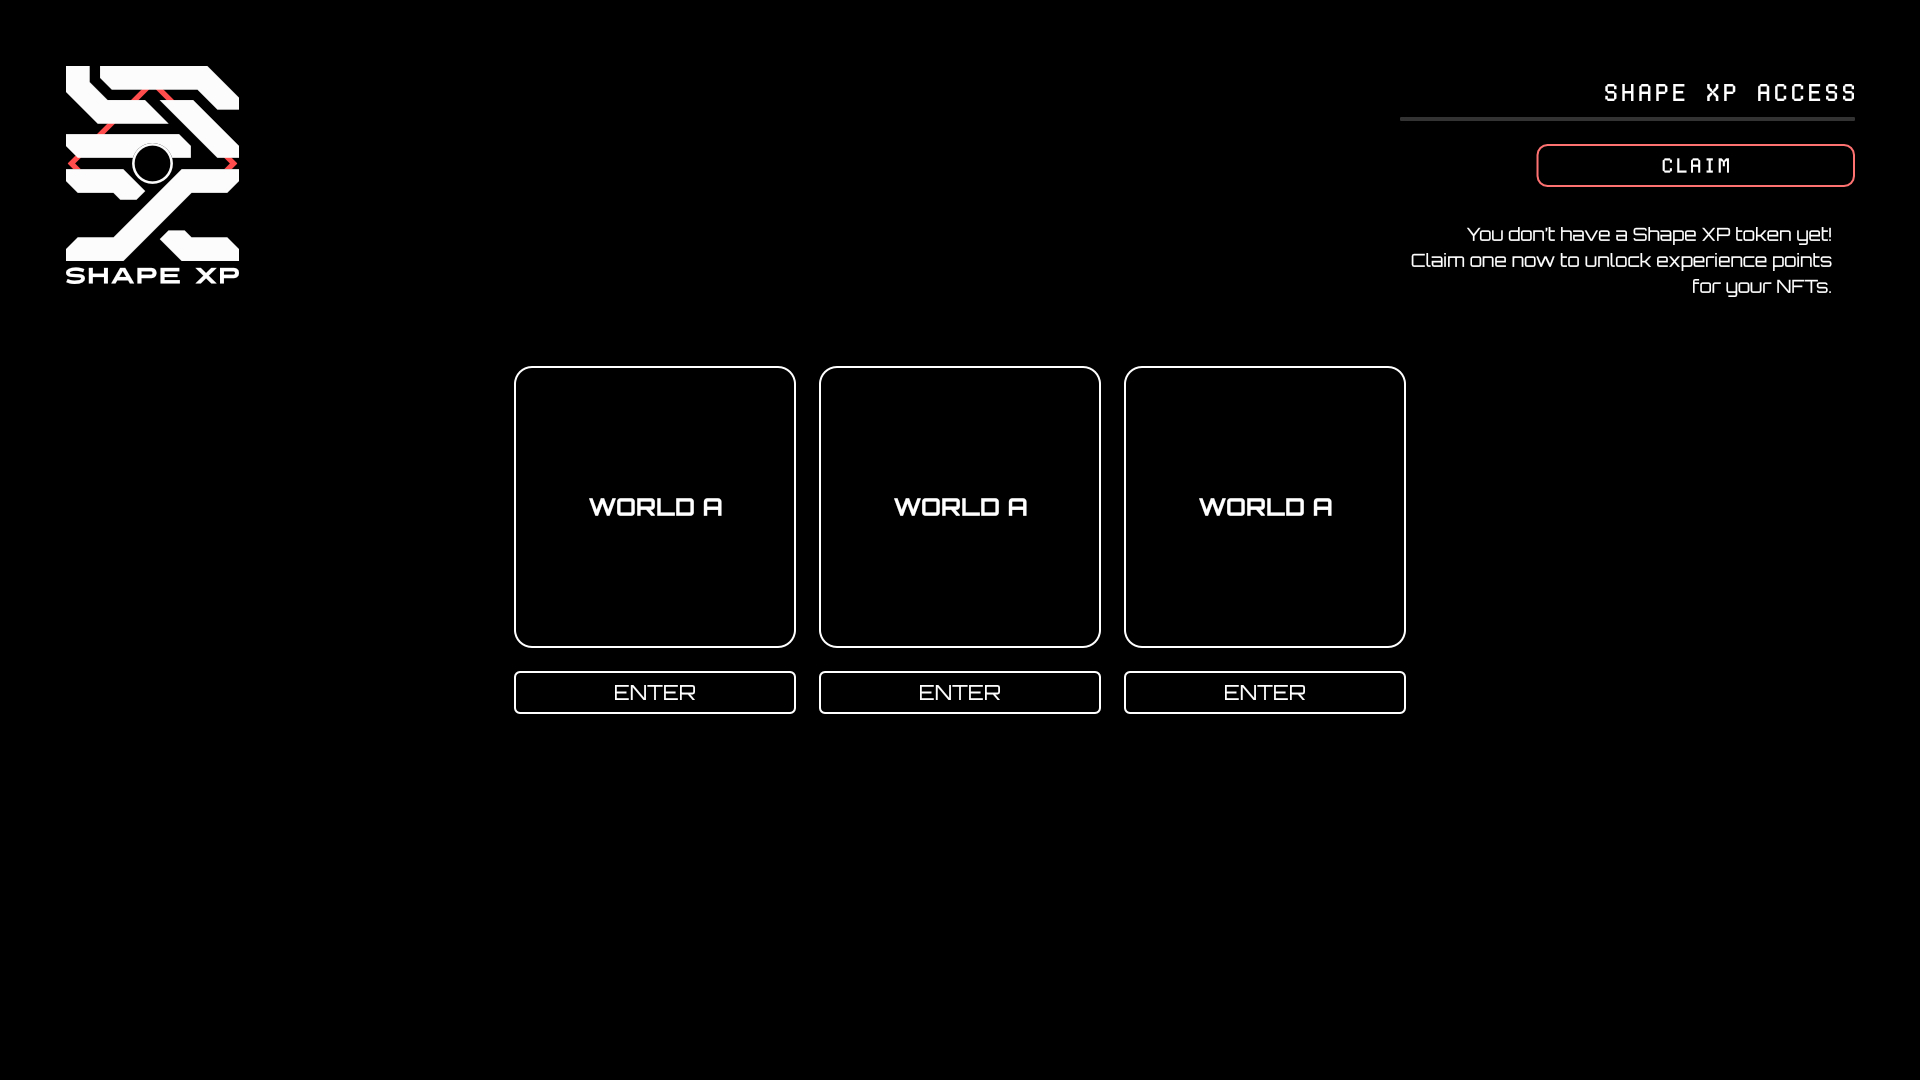 SHAPE XP
SHAPE XP ACCESS
CLAIM
You don't have a Shape XP token yet!
Claim one now to unlock experience points
for your NFTs.
WORLD A
WORLD A
WORLD A
ENTER
ENTER
ENTER